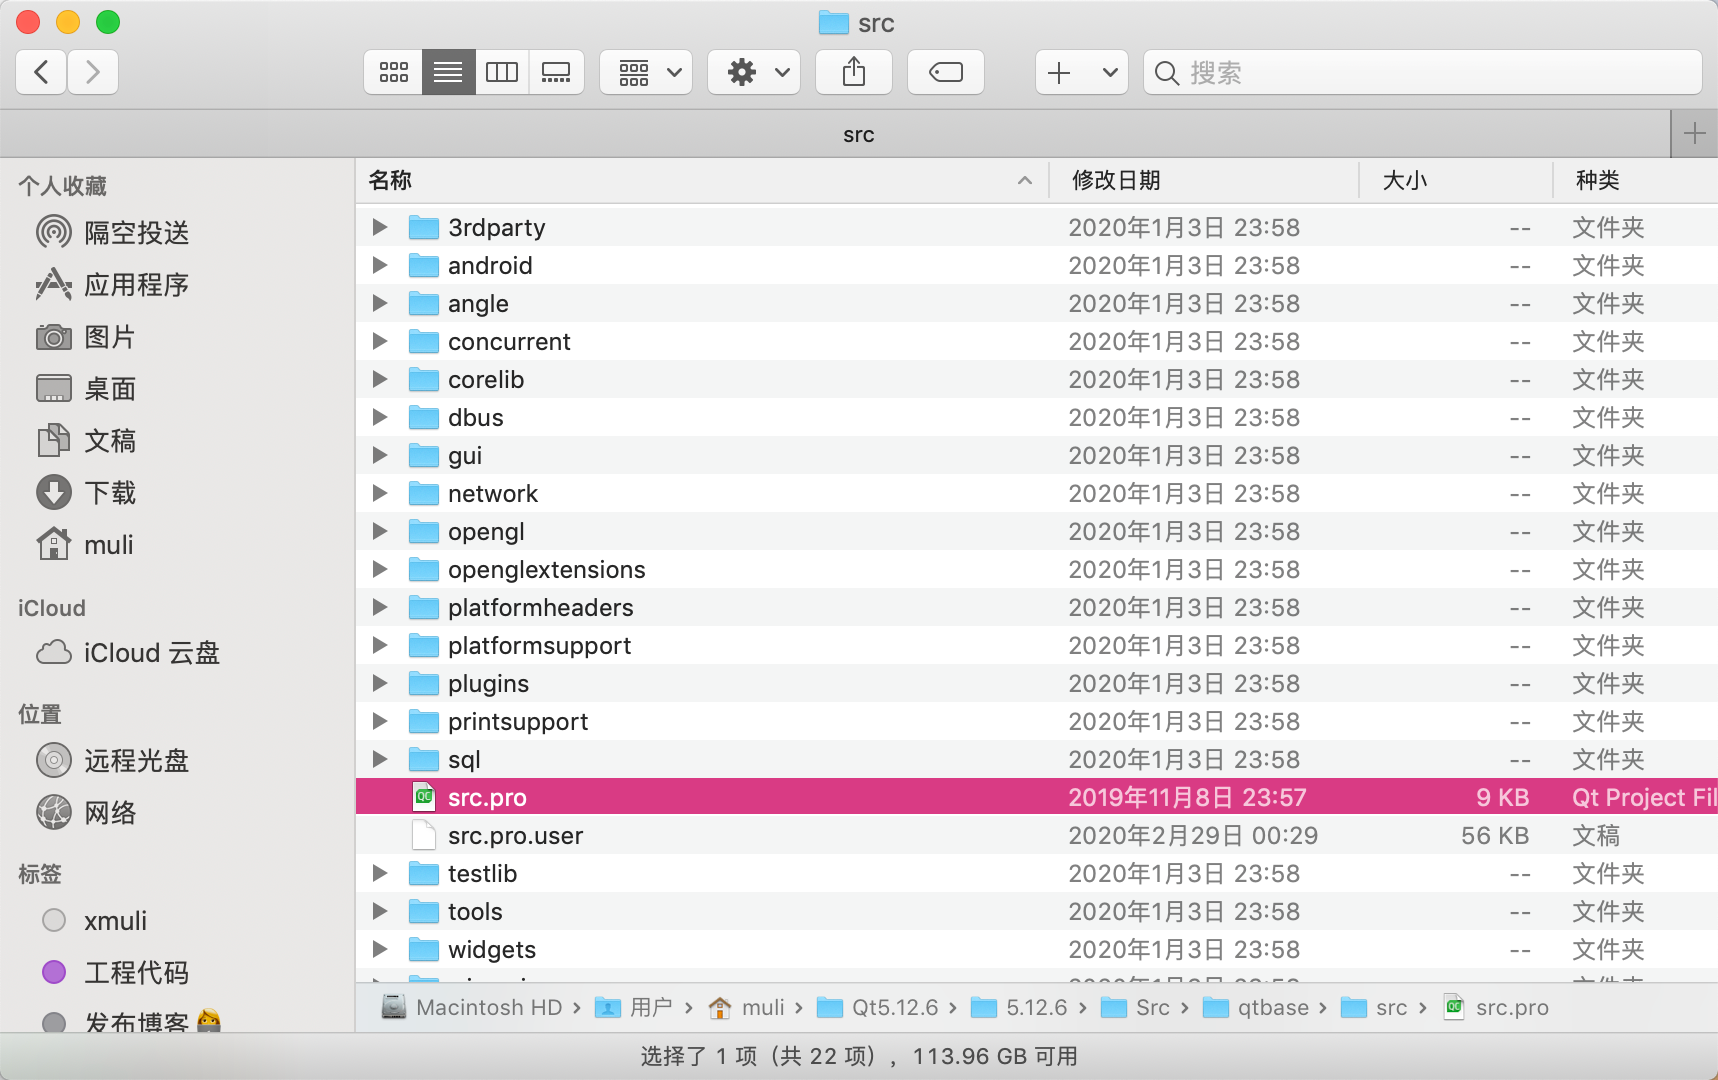 src
搜索
src
个人收藏
隔空投送
应用程序
图片
桌面
文稿
下载
muli
iCloud
iCloud 云盘
位置
远程光盘
网络
标签
xmuli
工程代码
发布博客
名称 修改日期 大小 种类
3rdparty 2020年1月3日 23:58 -- 文件夹
android 2020年1月3日 23:58 -- 文件夹
angle 2020年1月3日 23:58 -- 文件夹
concurrent 2020年1月3日 23:58 -- 文件夹
corelib 2020年1月3日 23:58 -- 文件夹
dbus 2020年1月3日 23:58 -- 文件夹
gui 2020年1月3日 23:58 -- 文件夹
network 2020年1月3日 23:58 -- 文件夹
opengl 2020年1月3日 23:58 -- 文件夹
openglextensions 2020年1月3日 23:58 -- 文件夹
platformheaders 2020年1月3日 23:58 -- 文件夹
platformsupport 2020年1月3日 23:58 -- 文件夹
plugins 2020年1月3日 23:58 -- 文件夹
printsupport 2020年1月3日 23:58 -- 文件夹
sql 2020年1月3日 23:58 -- 文件夹
src.pro 2019年11月8日 23:57 9 KB Qt Project Fil
src.pro.user 2020年2月29日 00:29 56 KB 文稿
testlib 2020年1月3日 23:58 -- 文件夹
tools 2020年1月3日 23:58 -- 文件夹
widgets 2020年1月3日 23:58 -- 文件夹
Macintosh HD › 用户 › muli › Qt5.12.6 › 5.12.6 › Src › qtbase › src › src.pro
选择了 1 项（共 22 项），113.96 GB 可用